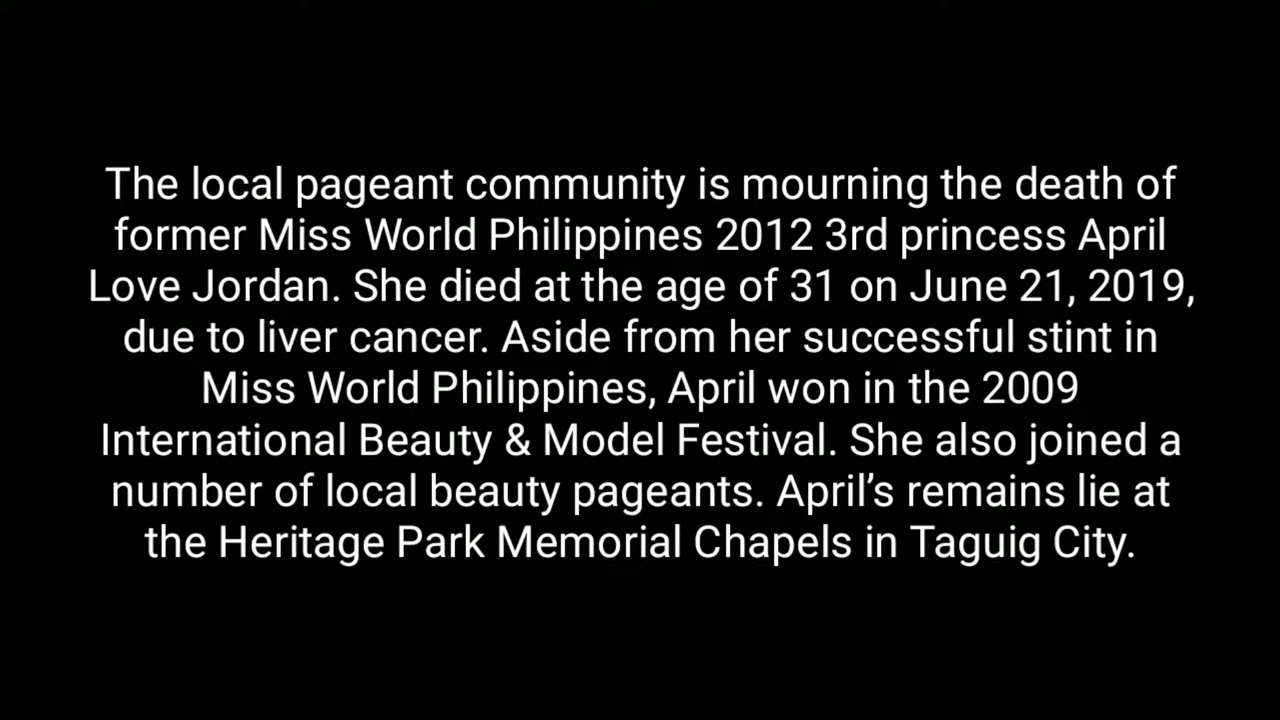 The local pageant community is mourning the death of
former Miss World Philippines 2012 3rd princess April
Love Jordan. She died at the age of 31 on June 21, 2019,
due to liver cancer. Aside from her successful stint in
Miss World Philippines, April won in the 2009
International Beauty & Model Festival. She also joined a
number of local beauty pageants. April’s remains lie at
the Heritage Park Memorial Chapels in Taguig City.